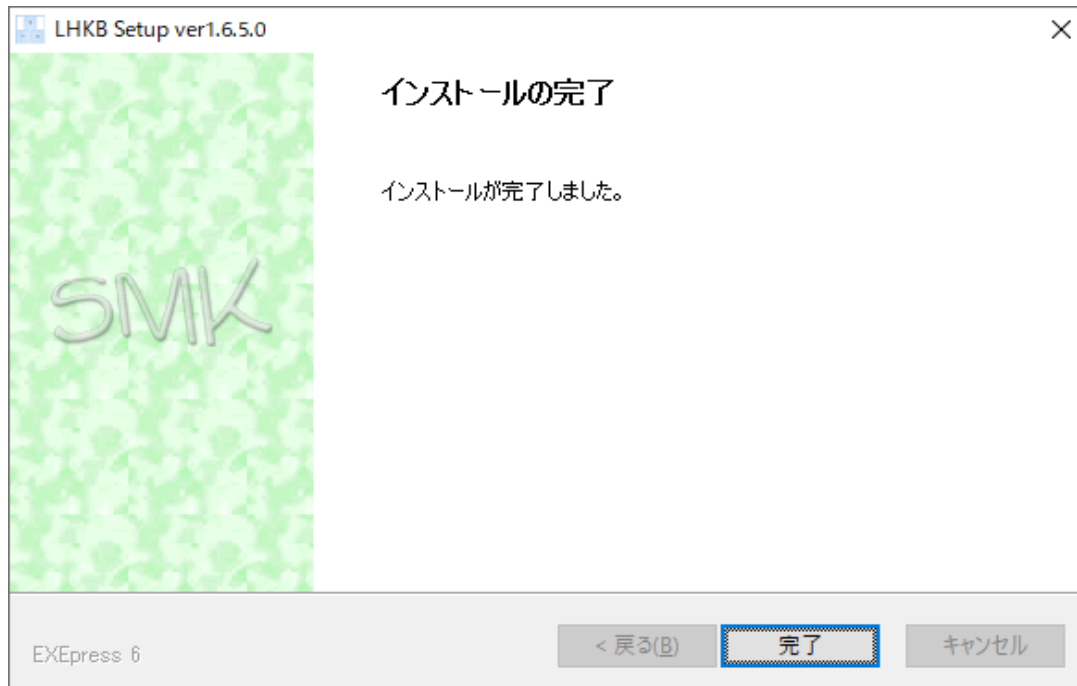 LHKB Setup ver1.6.5.0
インストールの完了
インストールが完了しました。
SMK
EXEpress 6
< 戻る(B)
完了
キャンセル